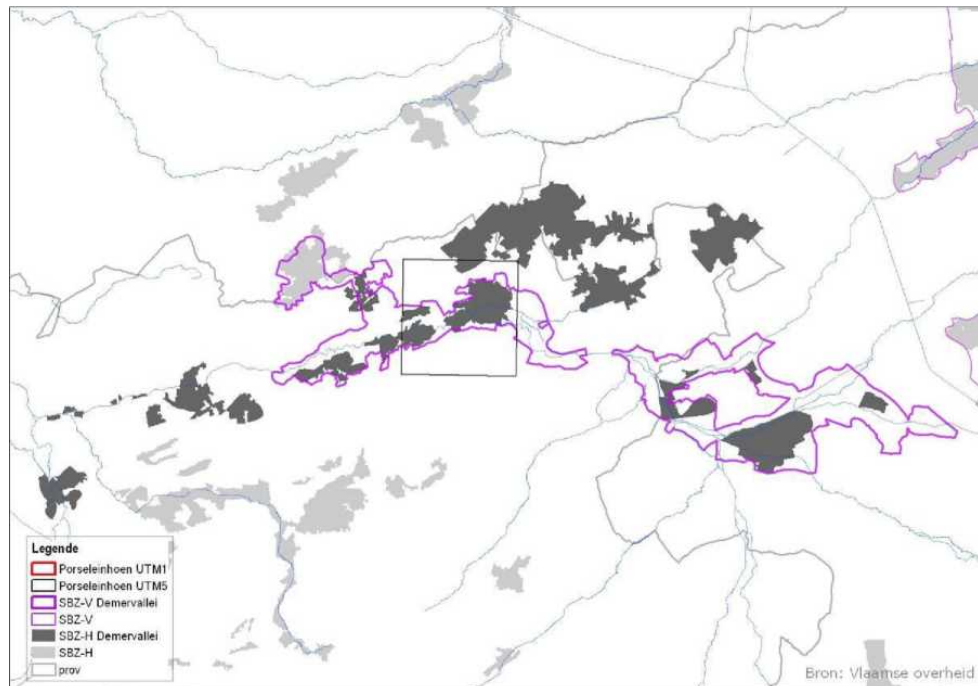 Legende
Porseleinhoen UTM1
Porseleinhoen UTM5
SBZ-V Demervallei
SBZ-V
SBZ-H Demervallei
SBZ-H
prov
Bron: Vlaamse overheid